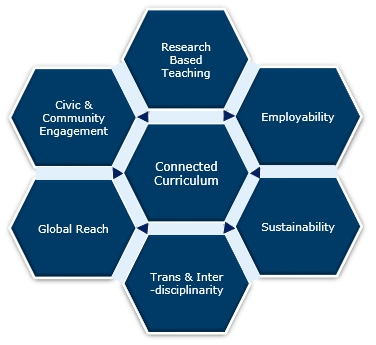 Research
Based
Teaching
Civic &
Community
Engagement
Employability
Connected
Curriculum
Global Reach
Sustainability
Trans & Inter
-disciplinarity